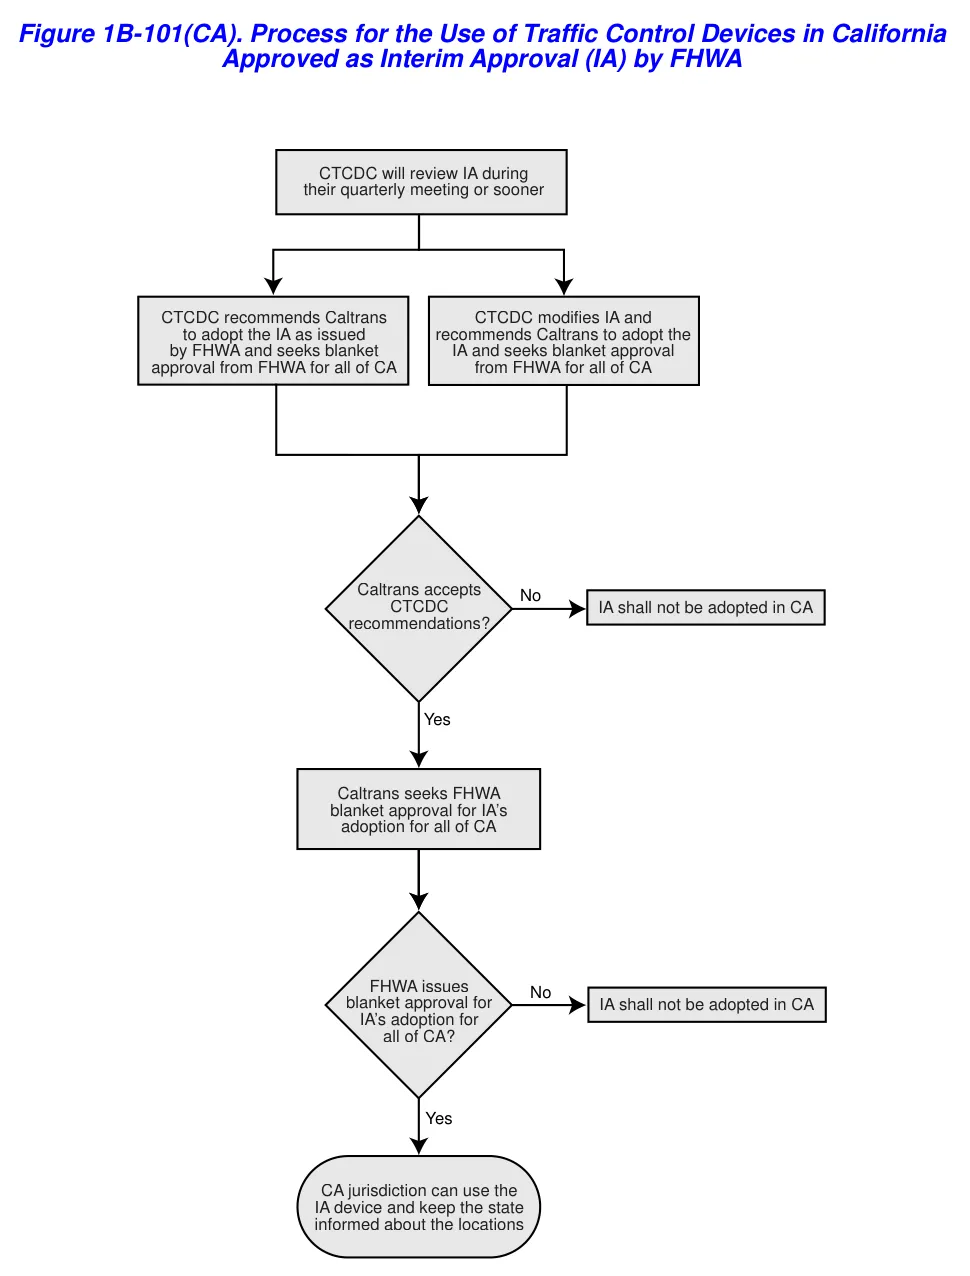 Figure 1B-101(CA). Process for the Use of Traffic Control Devices in California
Approved as Interim Approval (IA) by FHWA
CTCDC will review IA during
their quarterly meeting or sooner
CTCDC recommends Caltrans
to adopt the IA as issued
by FHWA and seeks blanket
approval from FHWA for all of CA
CTCDC modifies IA and
recommends Caltrans to adopt the
IA and seeks blanket approval
from FHWA for all of CA
Caltrans accepts
CTCDC
recommendations?
No
IA shall not be adopted in CA
Yes
Caltrans seeks FHWA
blanket approval for IA’s
adoption for all of CA
FHWA issues
blanket approval for
IA’s adoption for
all of CA?
No
IA shall not be adopted in CA
Yes
CA jurisdiction can use the
IA device and keep the state
informed about the locations